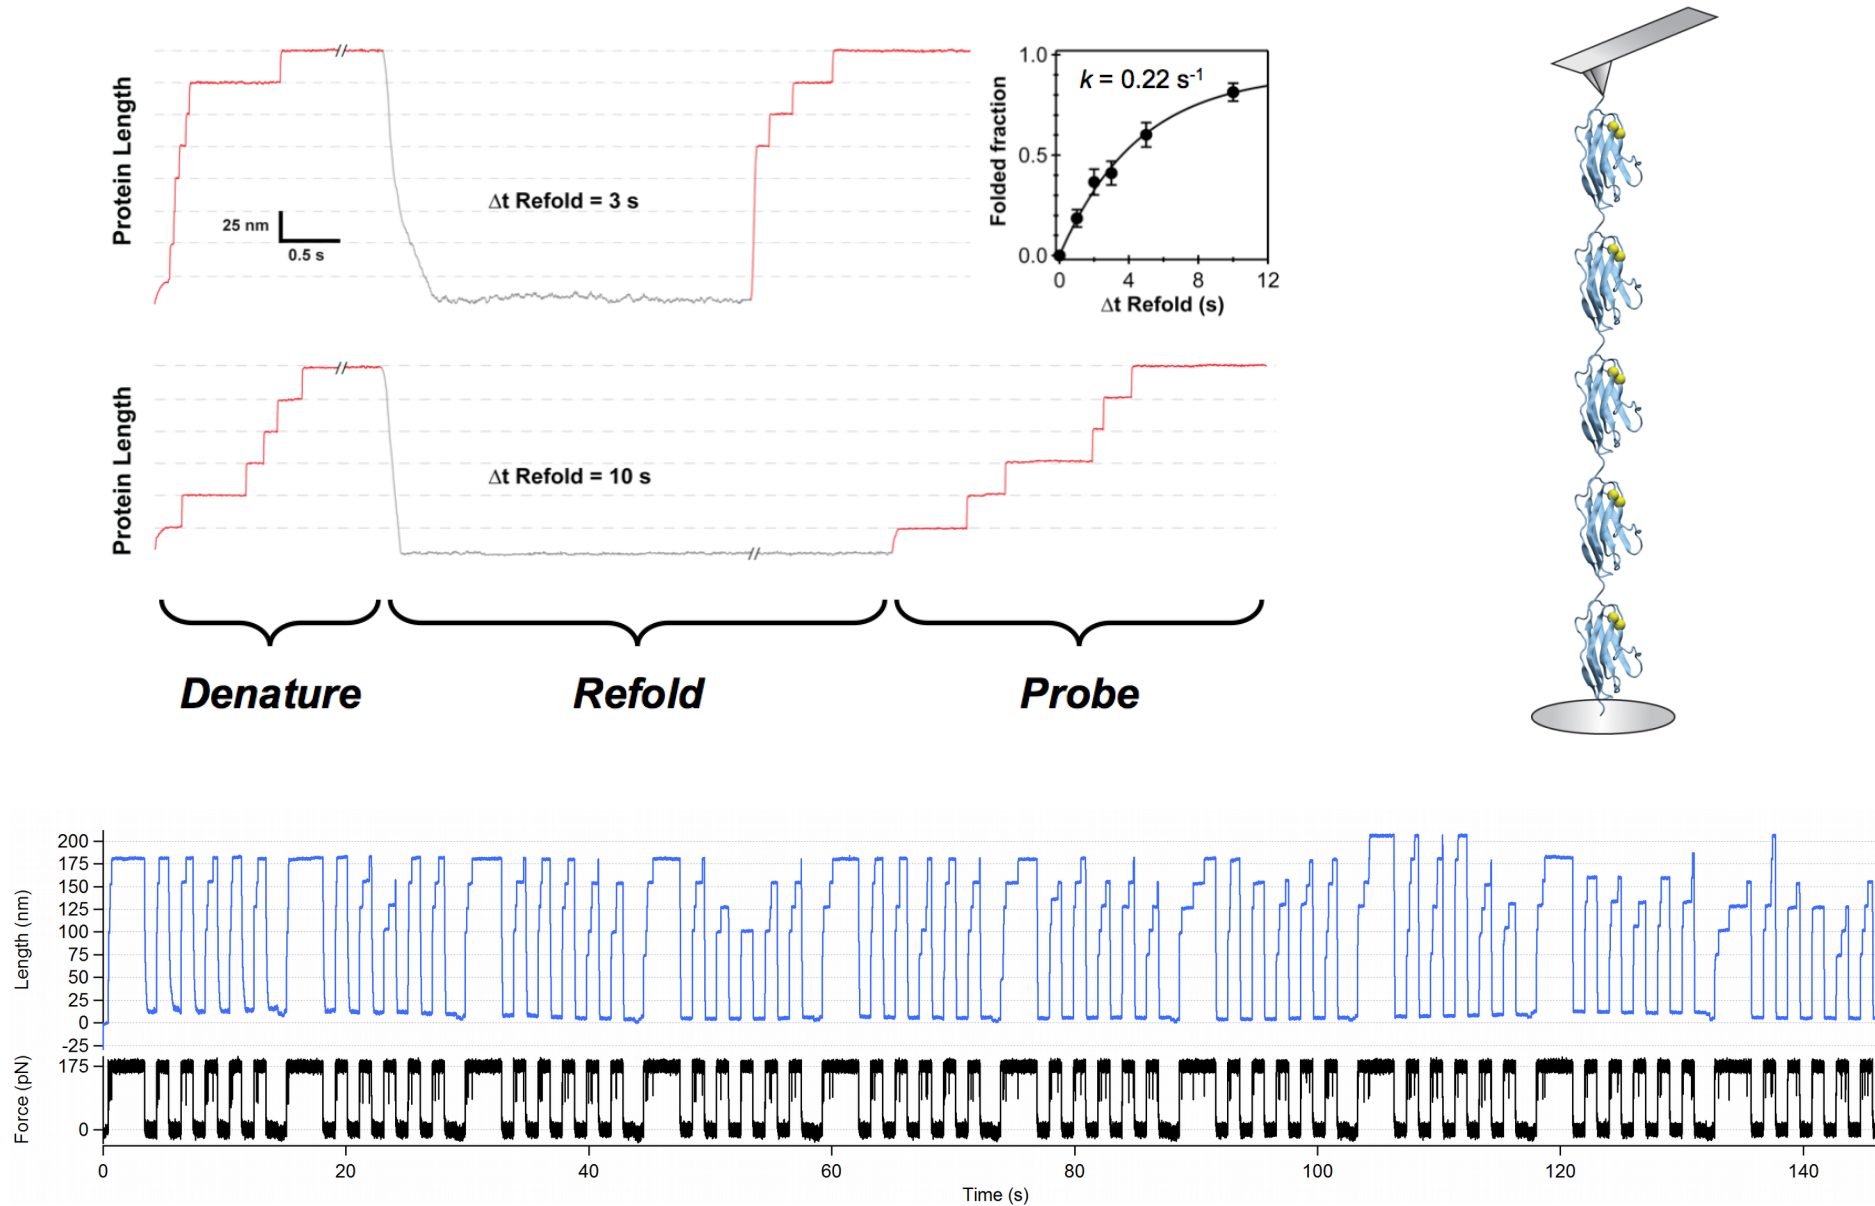 Protein Length
25 nm
0.5 s
Δt Refold = 3 s
Folded fraction
1.0
0.5
0.0
k = 0.22 s-1
0 4 8 12
Δt Refold (s)
Protein Length
Δt Refold = 10 s
Denature Refold Probe
Length (nm)
200
175
150
125
100
75
50
25
0
-25
Force (pN)
175
0
0 20 40 60 80 100 120 140
Time (s)